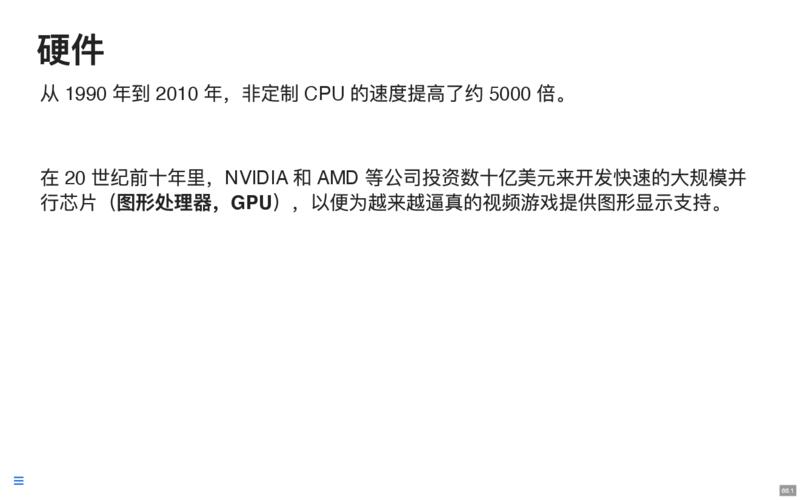 硬件
从 1990 年到 2010 年，非定制 CPU 的速度提高了约 5000 倍。
在 20 世纪前十年里，NVIDIA 和 AMD 等公司投资数十亿美元来开发快速的大规模并
行芯片（图形处理器，GPU），以便为越来越逼真的视频游戏提供图形显示支持。